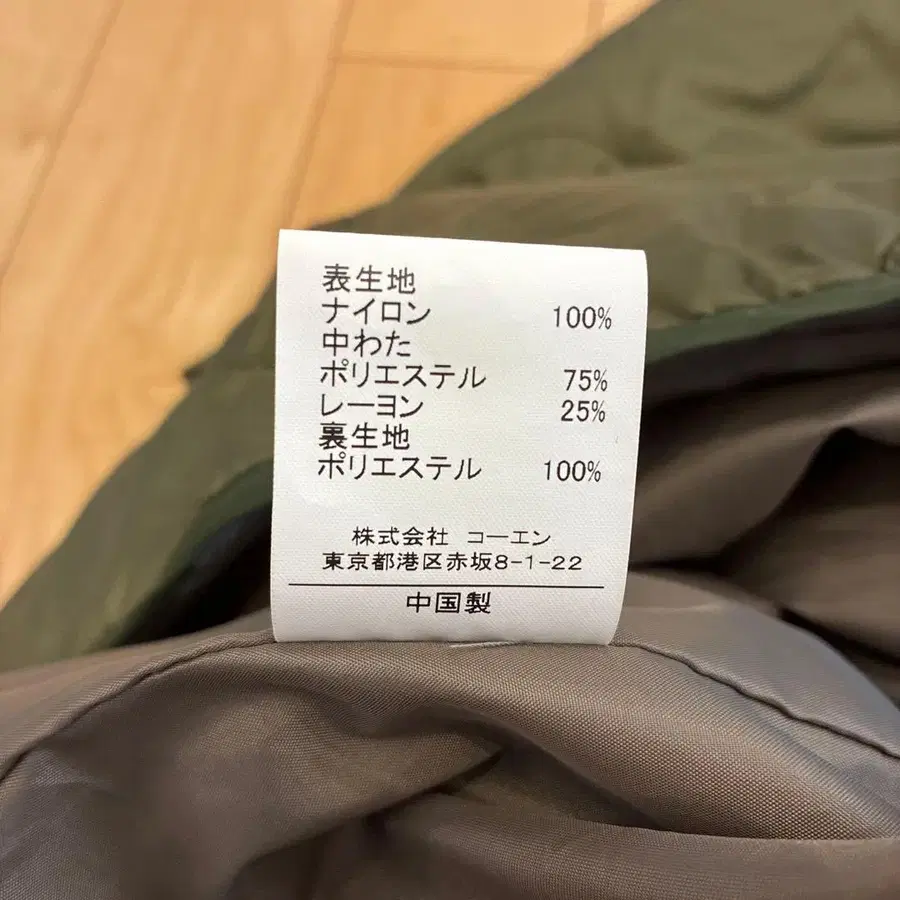 表生地
ナイロン 100%
中わた
ポリエステル 75%
レーヨン 25%
裏生地
ポリエステル 100%
株式会社 コーエン
東京都港区赤坂8-1-22
中国製